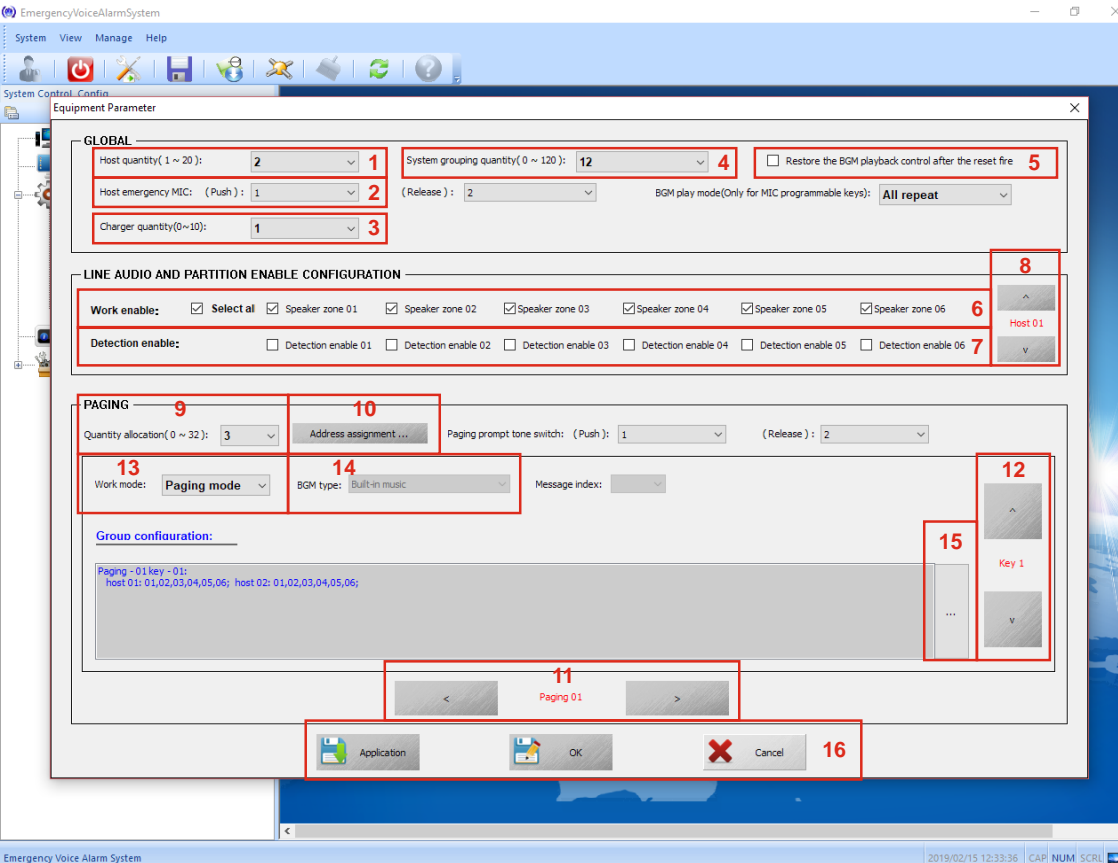 EmergencyVoiceAlarmSystem
System View Manage Help
System Control Config
Equipment Parameter
GLOBAL
Host quantity( 1 ~ 20 ): 2 1 System grouping quantity( 0 ~ 120 ): 12 4 Restore the BGM playback control after the reset fire 5
Host emergency MIC: (Push) : 1 2 (Release) : 2 BGM play mode(Only for MIC programmable keys): All repeat
Charger quantity(0~10): 1 3
LINE AUDIO AND PARTITION ENABLE CONFIGURATION
8
Work enable: Select al Speaker zone 01 Speaker zone 02 Speaker zone 03 Speaker zone 04 Speaker zone 05 Speaker zone 06 6
^
Host 01
Detection enable: Detection enable 01 Detection enable 02 Detection enable 03 Detection enable 04 Detection enable 05 Detection enable 06 7
v
PAGING
9 10
Quantity allocation( 0 ~ 32 ): 3 Address assignment ... Paging prompt tone switch: (Push) : 1 (Release) : 2
13 14 12
Work mode: Paging mode BGM type: Built-in music Message index:
^
Group configuration:
15
Key 1
Paging - 01 key - 01:
host 01: 01,02,03,04,05,06; host 02: 01,02,03,04,05,06;
...
v
11
< Paging 01 >
Application OK Cancel 16
<
Emergency Voice Alarm System 2019/02/15 12:33:36 CAP NUM SCRL